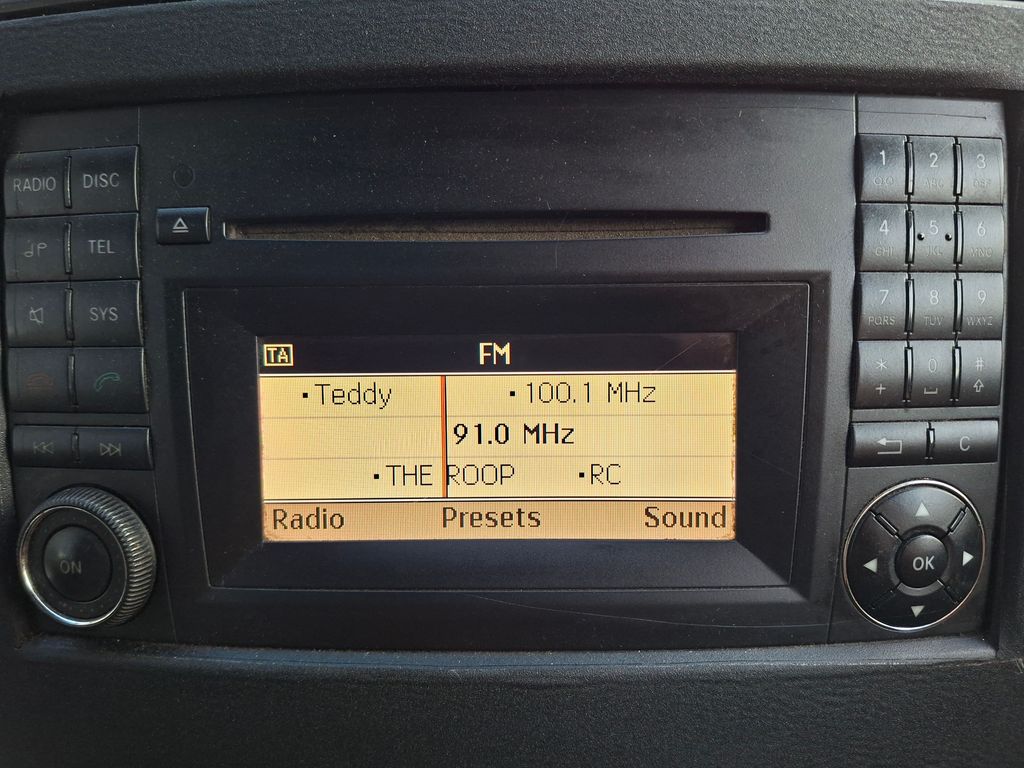 RADIO DISC
TEL
SYS
ON
TA FM
Teddy 100.1 MHz
91.0 MHz
THE ROOP RC
Radio Presets Sound
1 2 3
ABC DEF
4 5 6
GHI JKL MNO
7 8 9
PQRS TUV WXYZ
* 0 #
+
C
OK